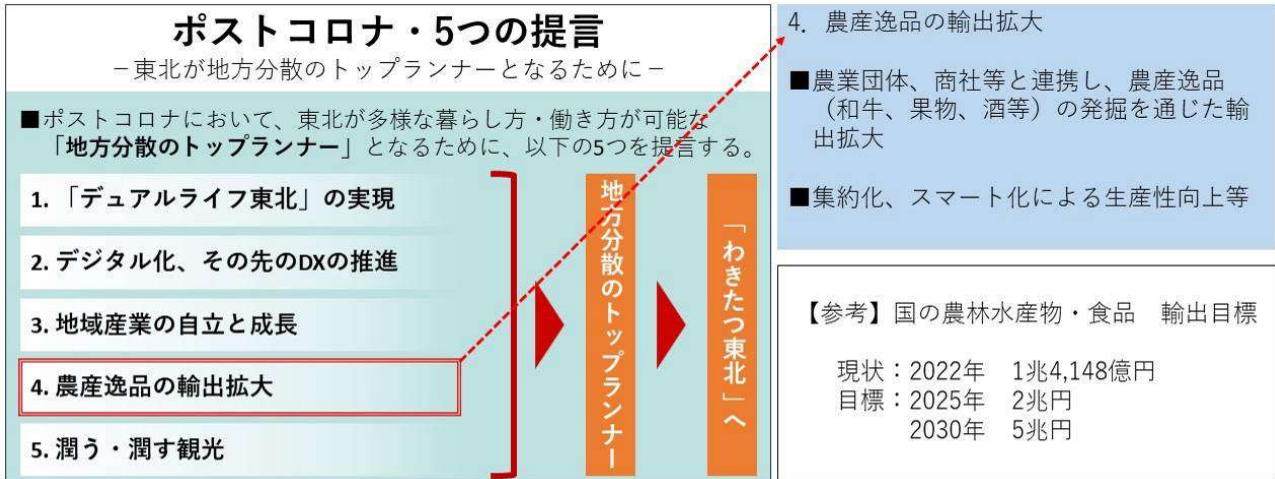 ポストコロナ・5つの提言
－東北が地方分散のトップランナーとなるために－
■ポストコロナにおいて、東北が多様な暮らし方・働き方が可能な
「地方分散のトップランナー」となるために、以下の5つを提言する。
1. 「デュアルライフ東北」の実現
2. デジタル化、その先のDXの推進
3. 地域産業の自立と成長
4. 農産逸品の輸出拡大
5. 潤う・潤す観光
地方分散のトップランナー
「わきたつ東北」へ
4. 農産逸品の輸出拡大
■農業団体、商社等と連携し、農産逸品
（和牛、果物、酒等）の発掘を通じた輸
出拡大
■集約化、スマート化による生産性向上等
【参考】国の農林水産物・食品　輸出目標
現状：2022年　1兆4,148億円
目標：2025年　2兆円
2030年　5兆円